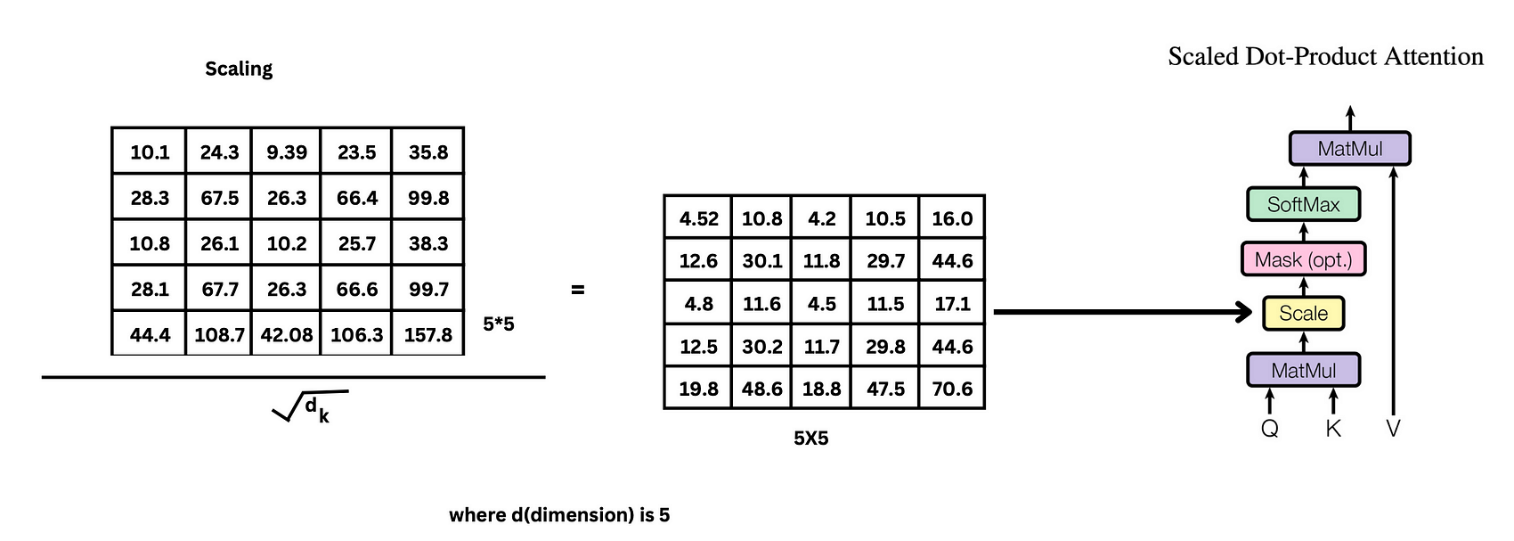 Scaling
10.1 24.3 9.39 23.5 35.8
28.3 67.5 26.3 66.4 99.8
10.8 26.1 10.2 25.7 38.3
28.1 67.7 26.3 66.6 99.7
44.4 108.7 42.08 106.3 157.8
5*5
√dk
=
4.52 10.8 4.2 10.5 16.0
12.6 30.1 11.8 29.7 44.6
4.8 11.6 4.5 11.5 17.1
12.5 30.2 11.7 29.8 44.6
19.8 48.6 18.8 47.5 70.6
5X5
where d(dimension) is 5
Scaled Dot-Product Attention
MatMul
SoftMax
Mask (opt.)
Scale
MatMul
Q K V